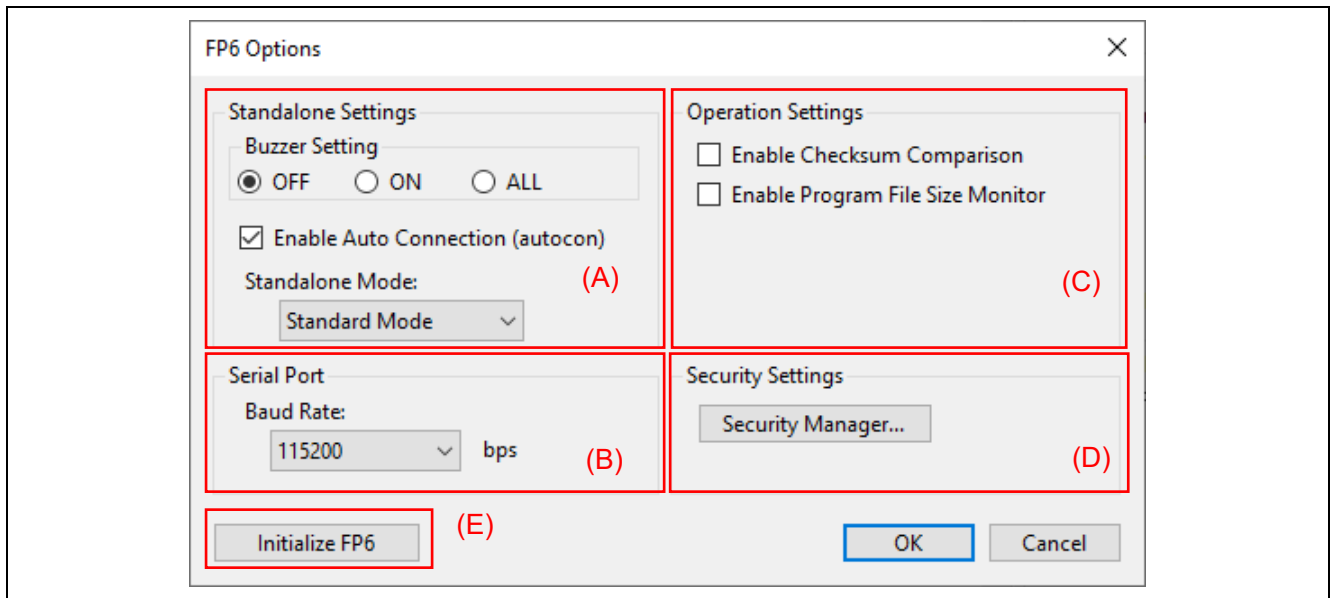 FP6 Options
Standalone Settings
Buzzer Setting
OFF ON ALL
Enable Auto Connection (autocon)
Standalone Mode:
(A)
Standard Mode
Operation Settings
Enable Checksum Comparison
Enable Program File Size Monitor
(C)
Serial Port
Baud Rate:
115200 bps
(B)
Security Settings
Security Manager...
(D)
Initialize FP6
(E)
OK
Cancel